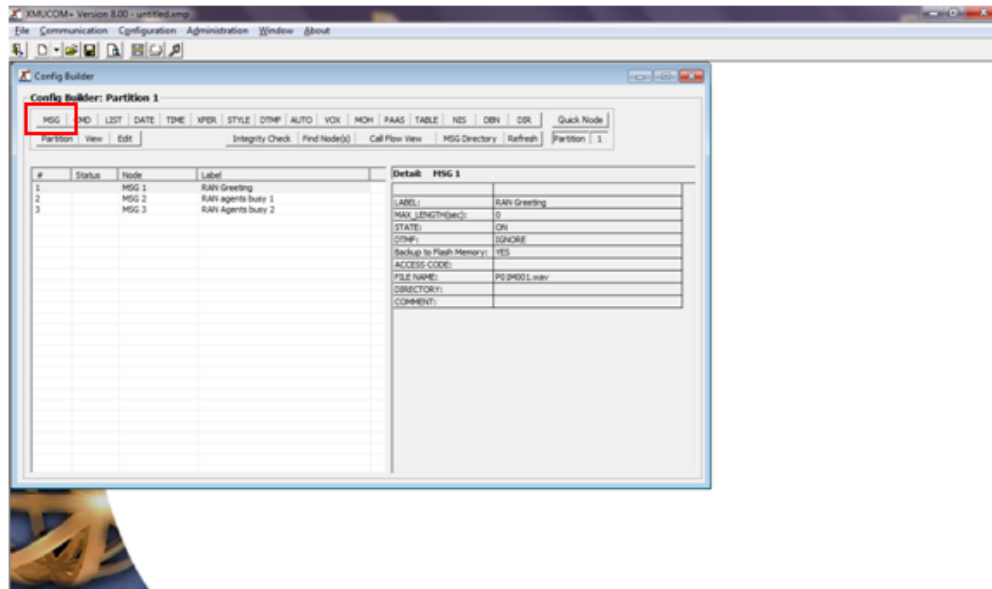 XMUCOM+ Version 8.00 - untitled.xmp
File Communication Configuration Administration Window About
Config Builder
Config Builder: Partition 1
MSG CMD LIST DATE TIME XFER STYLE DTMF AUTO VOX MOH PAAS TABLE NIS DBN DIR Quick Node
Partition View Edit Integrity Check Find Node(s) Call Flow View MSG Directory Refresh Partition 1
# Status Node Label
1 MSG 1 RAN Greeting
2 MSG 2 RAN agents busy 1
3 MSG 3 RAN Agents busy 2
Detail: MSG 1
LABEL: RAN Greeting
MAX_LENGTH(sec): 0
STATE: ON
DTMF: IGNORE
Backup to Flash Memory: YES
ACCESS CODE:
FILE NAME: P01M001.wav
DIRECTORY:
COMMENT: